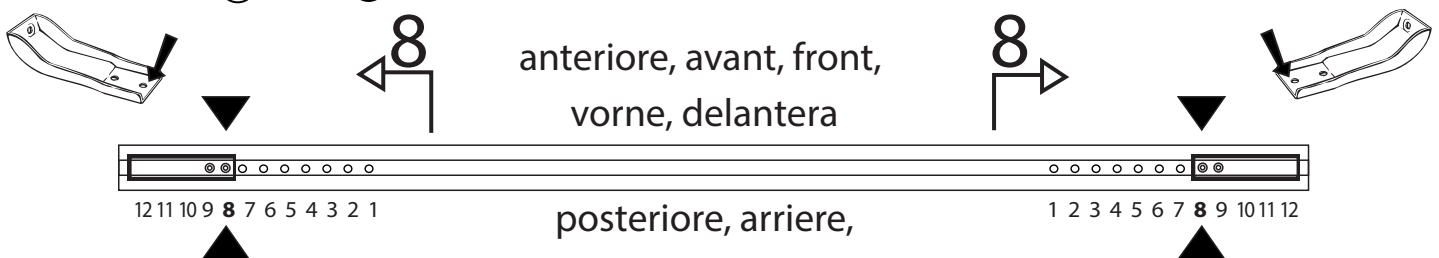 8 anteriore, avant, front, 8
vorne, delantera
12 11 10 9 8 7 6 5 4 3 2 1 1 2 3 4 5 6 7 8 9 10 11 12
posteriore, arriere,